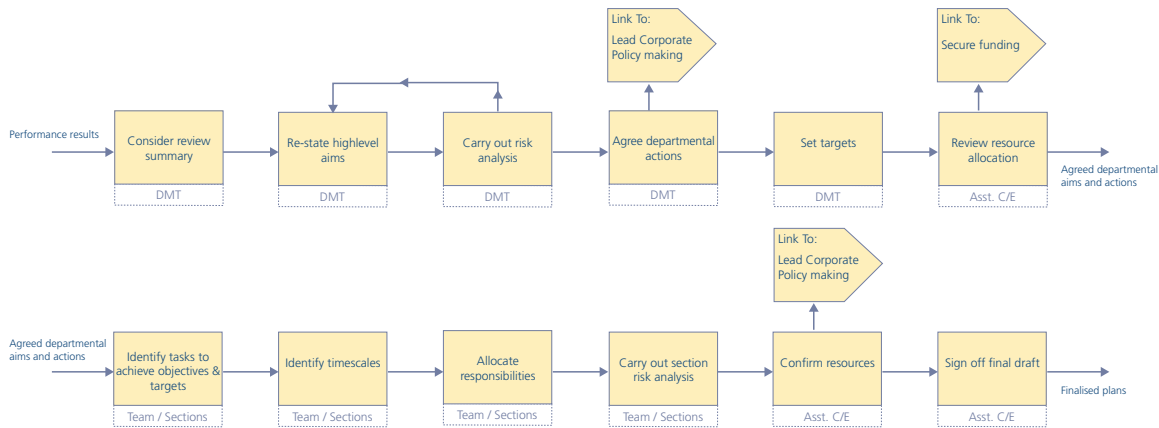 Link To:
Lead Corporate
Policy making
Link To:
Secure funding
Performance results
Consider review
summary
DMT
Re-state highlevel
aims
DMT
Carry out risk
analysis
DMT
Agree departmental
actions
DMT
Set targets
DMT
Review resource
allocation
Asst. C/E
Agreed departmental
aims and actions
Link To:
Lead Corporate
Policy making
Agreed departmental
aims and actions
Identify tasks to
achieve objectives &
targets
Team / Sections
Identify timescales
Team / Sections
Allocate
responsibilities
Team / Sections
Carry out section
risk analysis
Team / Sections
Confirm resources
Asst. C/E
Sign off final draft
Asst. C/E
Finalised plans